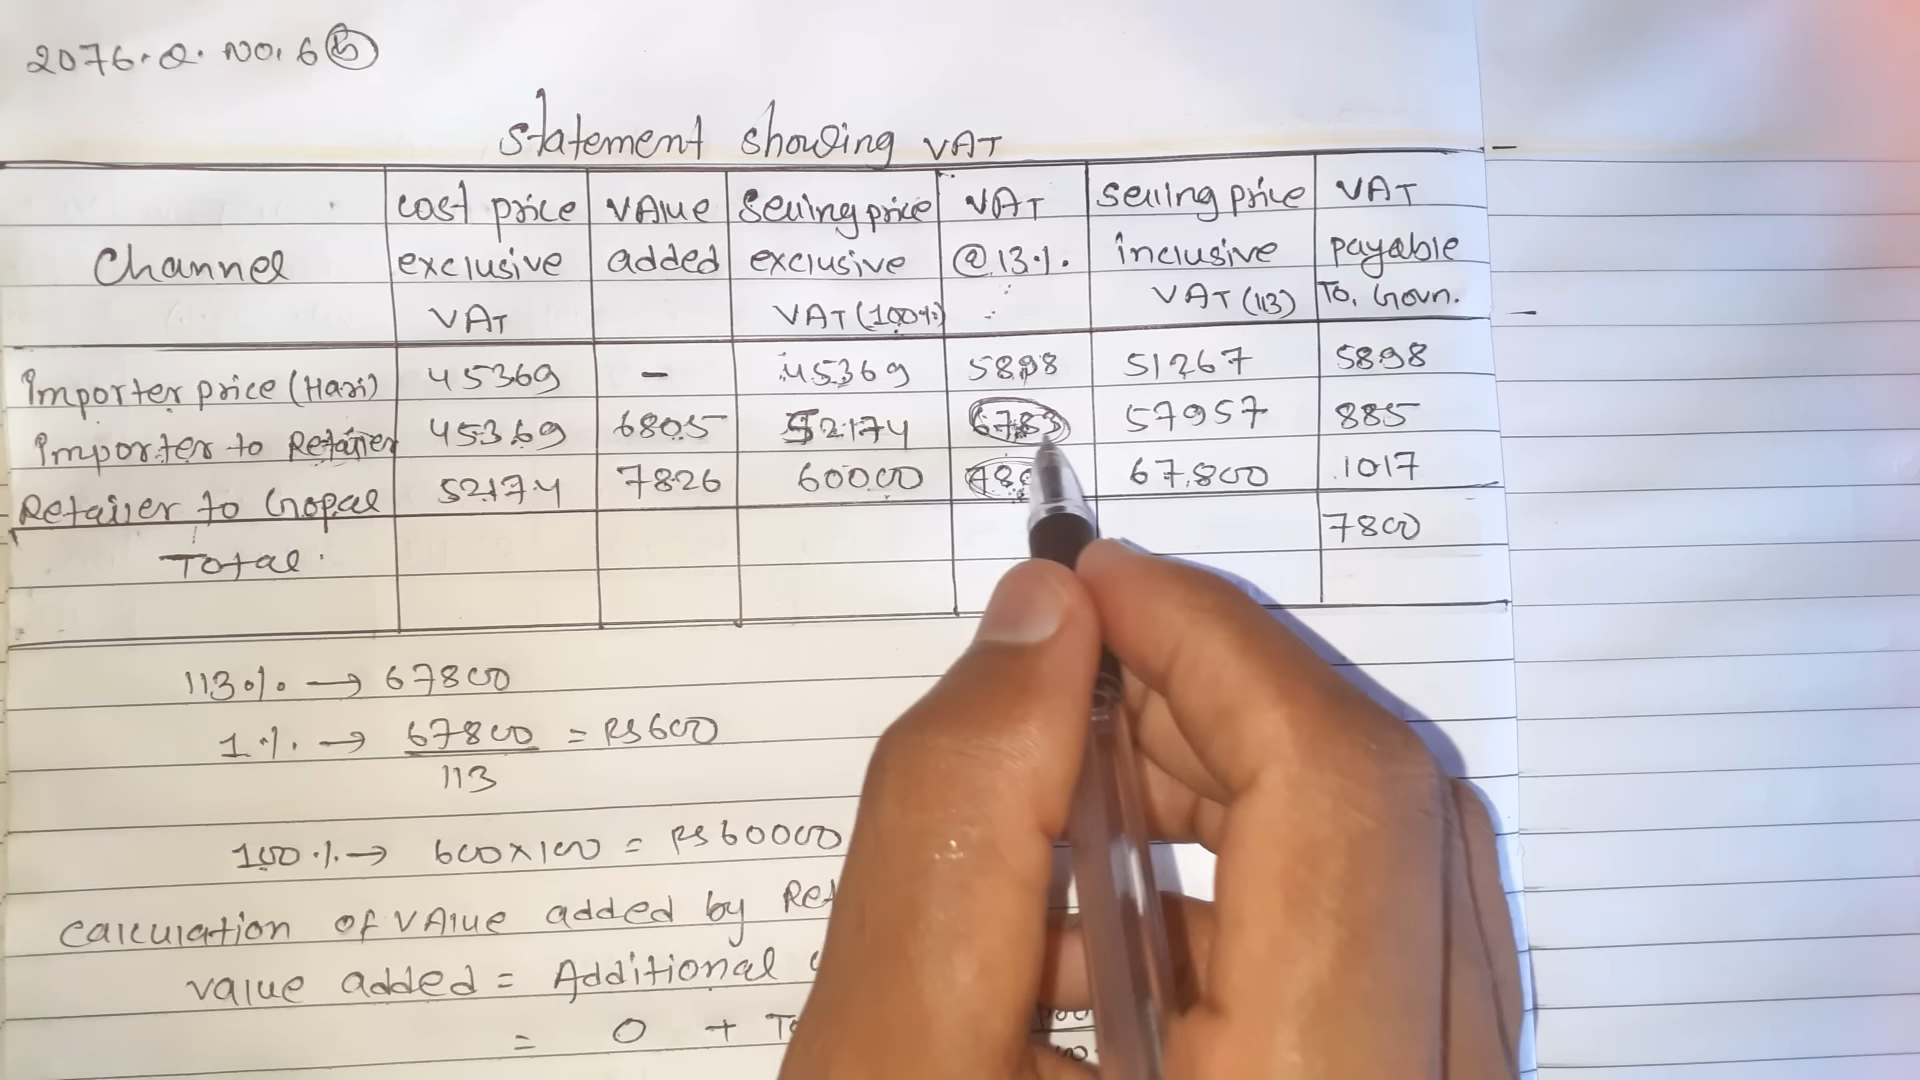 2076.Q.NO.6 (b)
Statement showing VAT
Channel | cost price exclusive VAT | VAlue added | Selling price exclusive VAT (100%) | VAT @ 13%. | selling price inclusive VAT (113) | VAT payable To. Govn.
Importer price (Hari) | 45369 | - | 45369 | 5898 | 51267 | 5898
Importer to Retailer | 45369 | 6805 | 52174 | 6783 | 57957 | 885
Retailer to Gopal | 52174 | 7826 | 60000 | 67,800 | 1017
Total | 7800
113% → 67800
1% → 67800 / 113 = Rs 600
100% → 600 x 100 = Rs 60000
Calculation of VAlue added by
value added = Additional
= 0 +